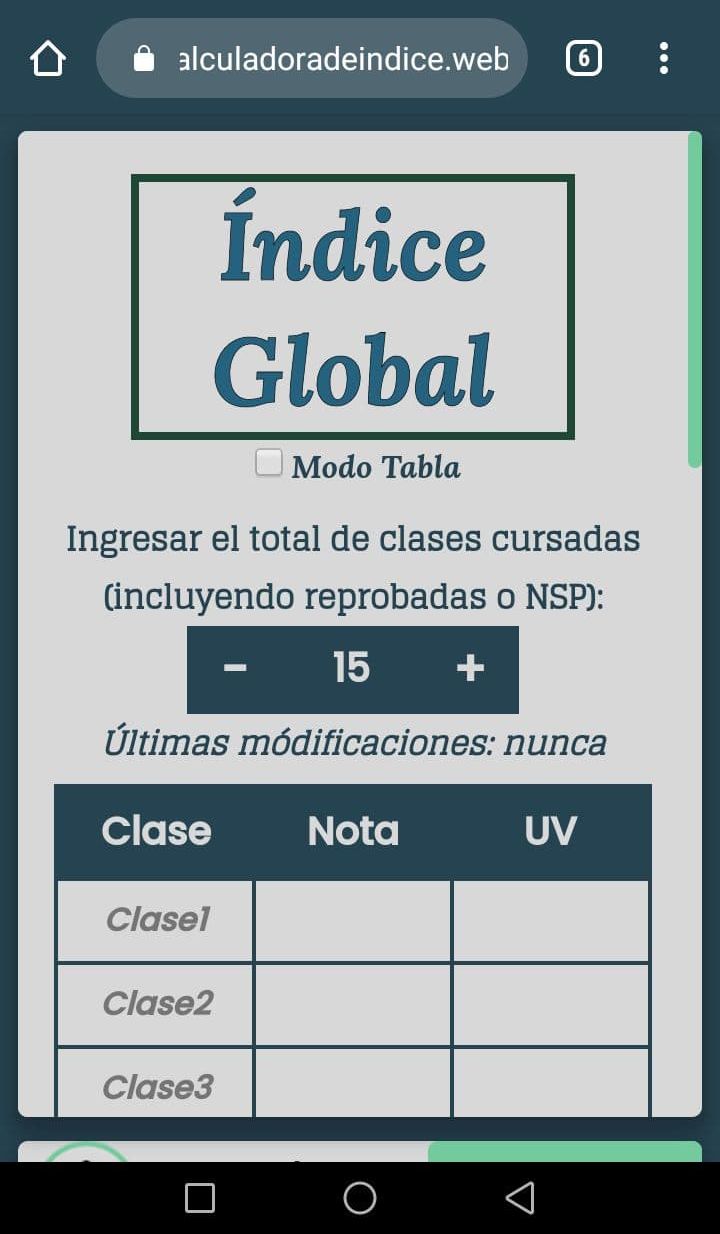 alculadoradeindice.web
6
Índice
Global
Modo Tabla
Ingresar el total de clases cursadas
(incluyendo reprobadas o NSP):
- 15 +
Últimas módificaciones: nunca
Clase Nota UV
Clase1
Clase2
Clase3